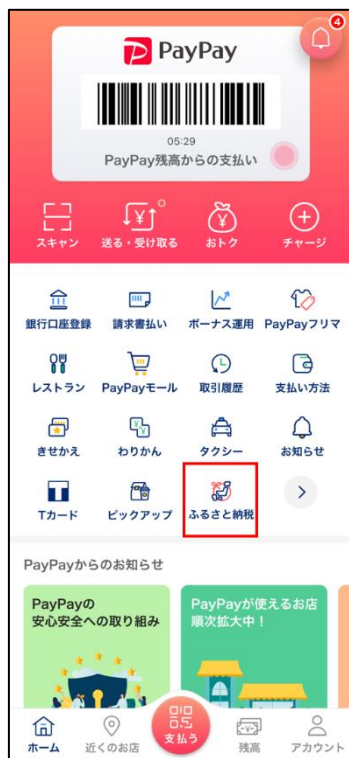 4
PayPay
05:29
PayPay残高からの支払い
スキャン 送る・受け取る おトク チャージ
銀行口座登録 請求書払い ボーナス運用 PayPayフリマ
レストラン PayPayモール 取引履歴 支払い方法
きせかえ わりかん タクシー お知らせ
Tカード ピックアップ ふるさと納税
PayPayからのお知らせ
PayPayの PayPayが使えるお店
安心安全への取り組み 順次拡大中！
ホーム 近くのお店 支払う 残高 アカウント